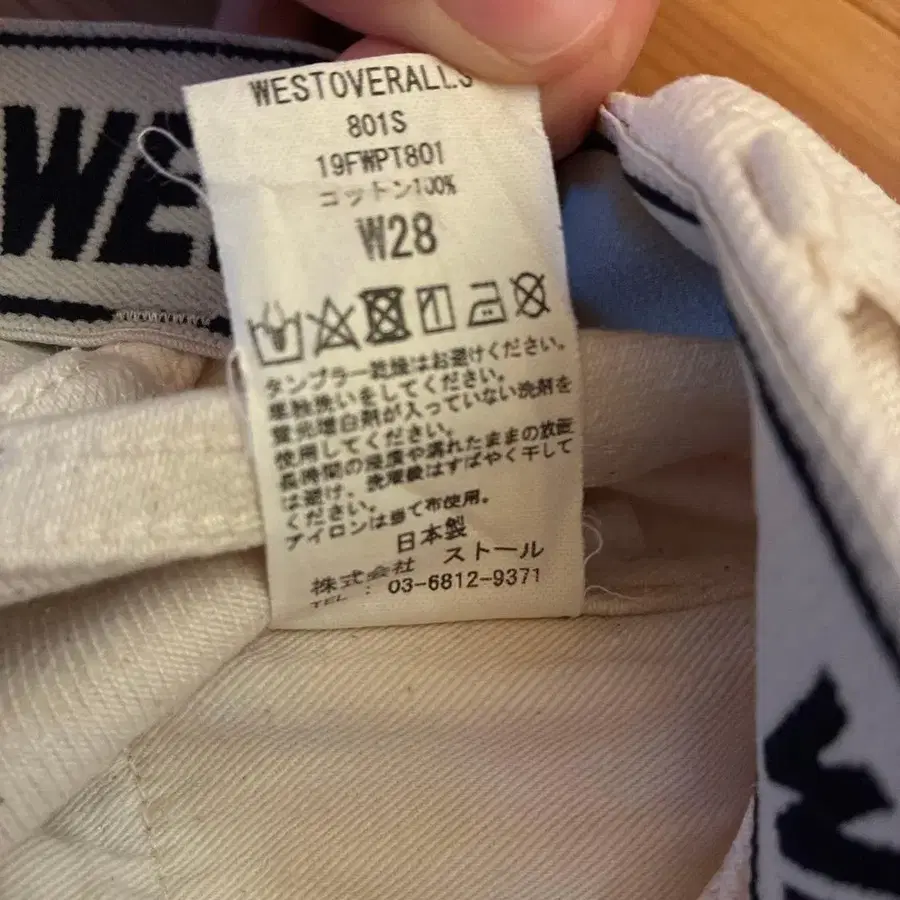 WESTOVERALLS
801S
19FWPT801
コットン100%
W28
タンブラー乾燥はお避けください。
単独洗いをしてください。
蛍光増白剤が入っていない洗剤を
使用してください。
長時間の浸漬や濡れたままの放置
は避け、洗濯後はすばやく干して
ください。
アイロンは当て布使用。
日本製
株式会社 ストール
TEL : 03-6812-9371
WE
W